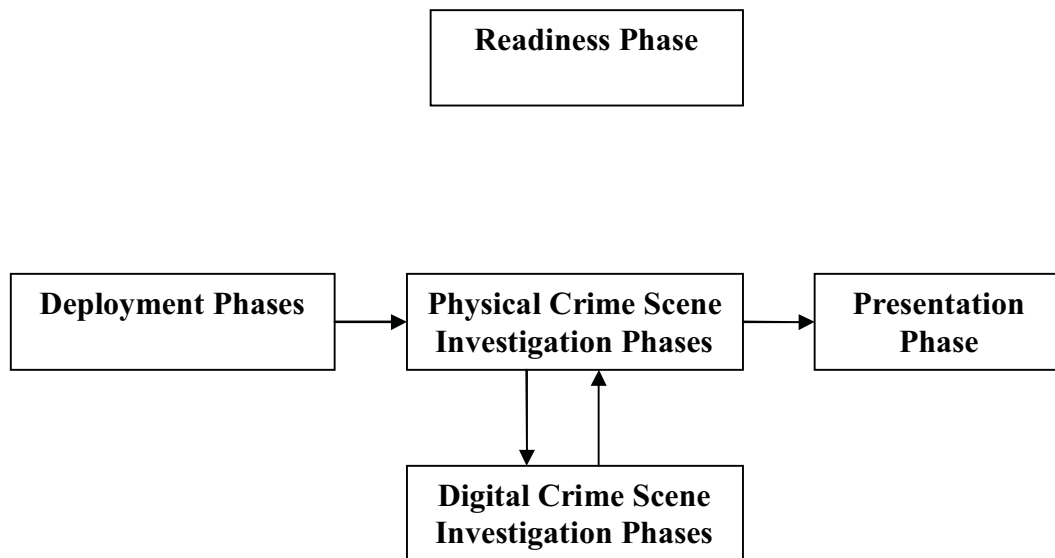 Readiness Phase
Deployment Phases
Physical Crime Scene
Investigation Phases
Presentation
Phase
Digital Crime Scene
Investigation Phases